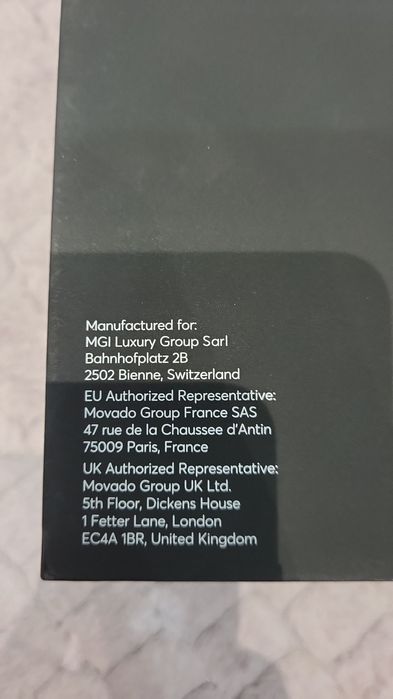 Manufactured for:
MGI Luxury Group Sarl
Bahnhofplatz 2B
2502 Bienne, Switzerland
EU Authorized Representative:
Movado Group France SAS
47 rue de la Chaussee d'Antin
75009 Paris, France
UK Authorized Representative:
Movado Group UK Ltd.
5th Floor, Dickens House
1 Fetter Lane, London
EC4A 1BR, United Kingdom